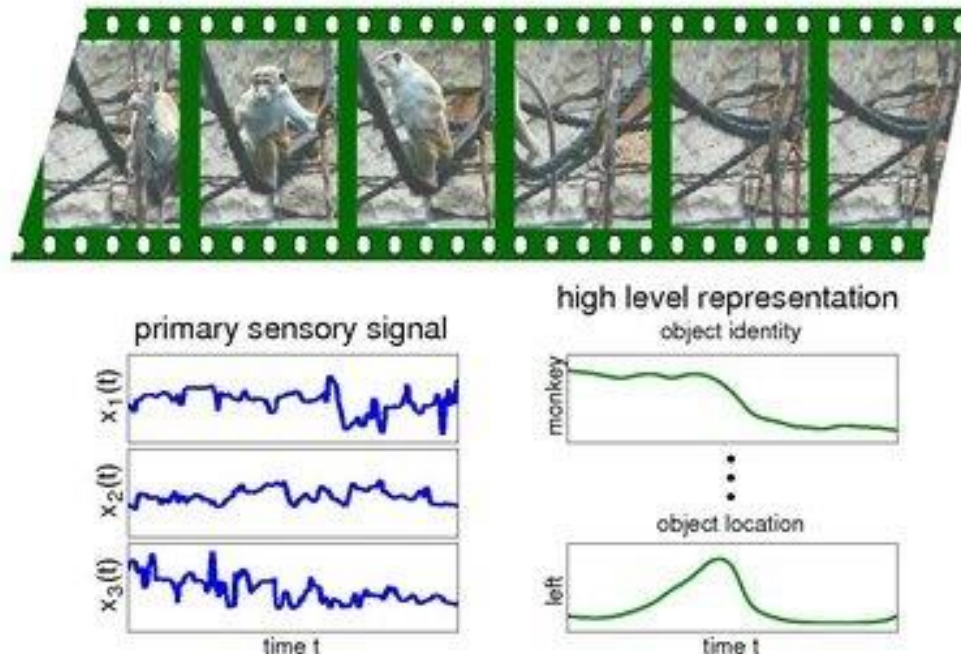 high level representation
primary sensory signal
object identity
x1(t)
monkey
x2(t)
object location
x3(t)
left
time t
time t